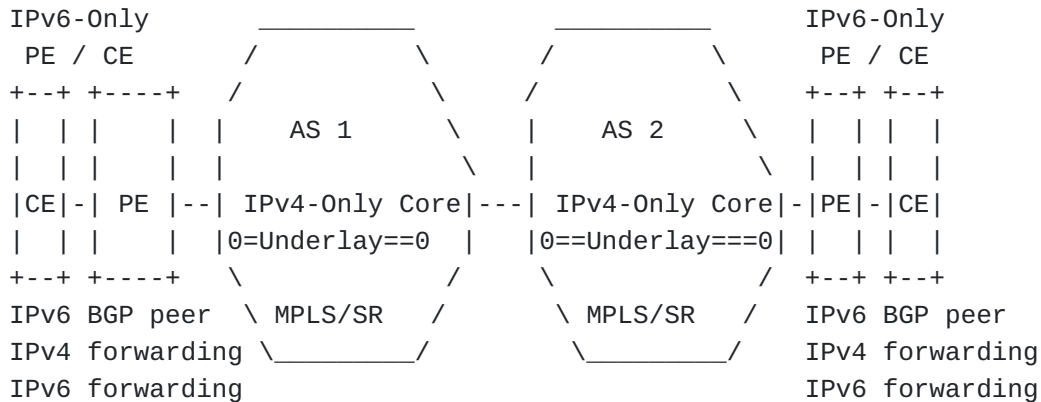 IPv6-Only                       IPv6-Only
PE / CE                         PE / CE
AS 1            AS 2
|CE|-| PE |--| IPv4-Only Core|---| IPv4-Only Core|-|PE|-|CE|
|0=Underlay==0 |    |0==Underlay===0|
IPv6 BGP peer   \ MPLS/SR   /       \ MPLS/SR   /   IPv6 BGP peer
IPv4 forwarding \_________/         \_________/    IPv4 forwarding
IPv6 forwarding                                    IPv6 forwarding